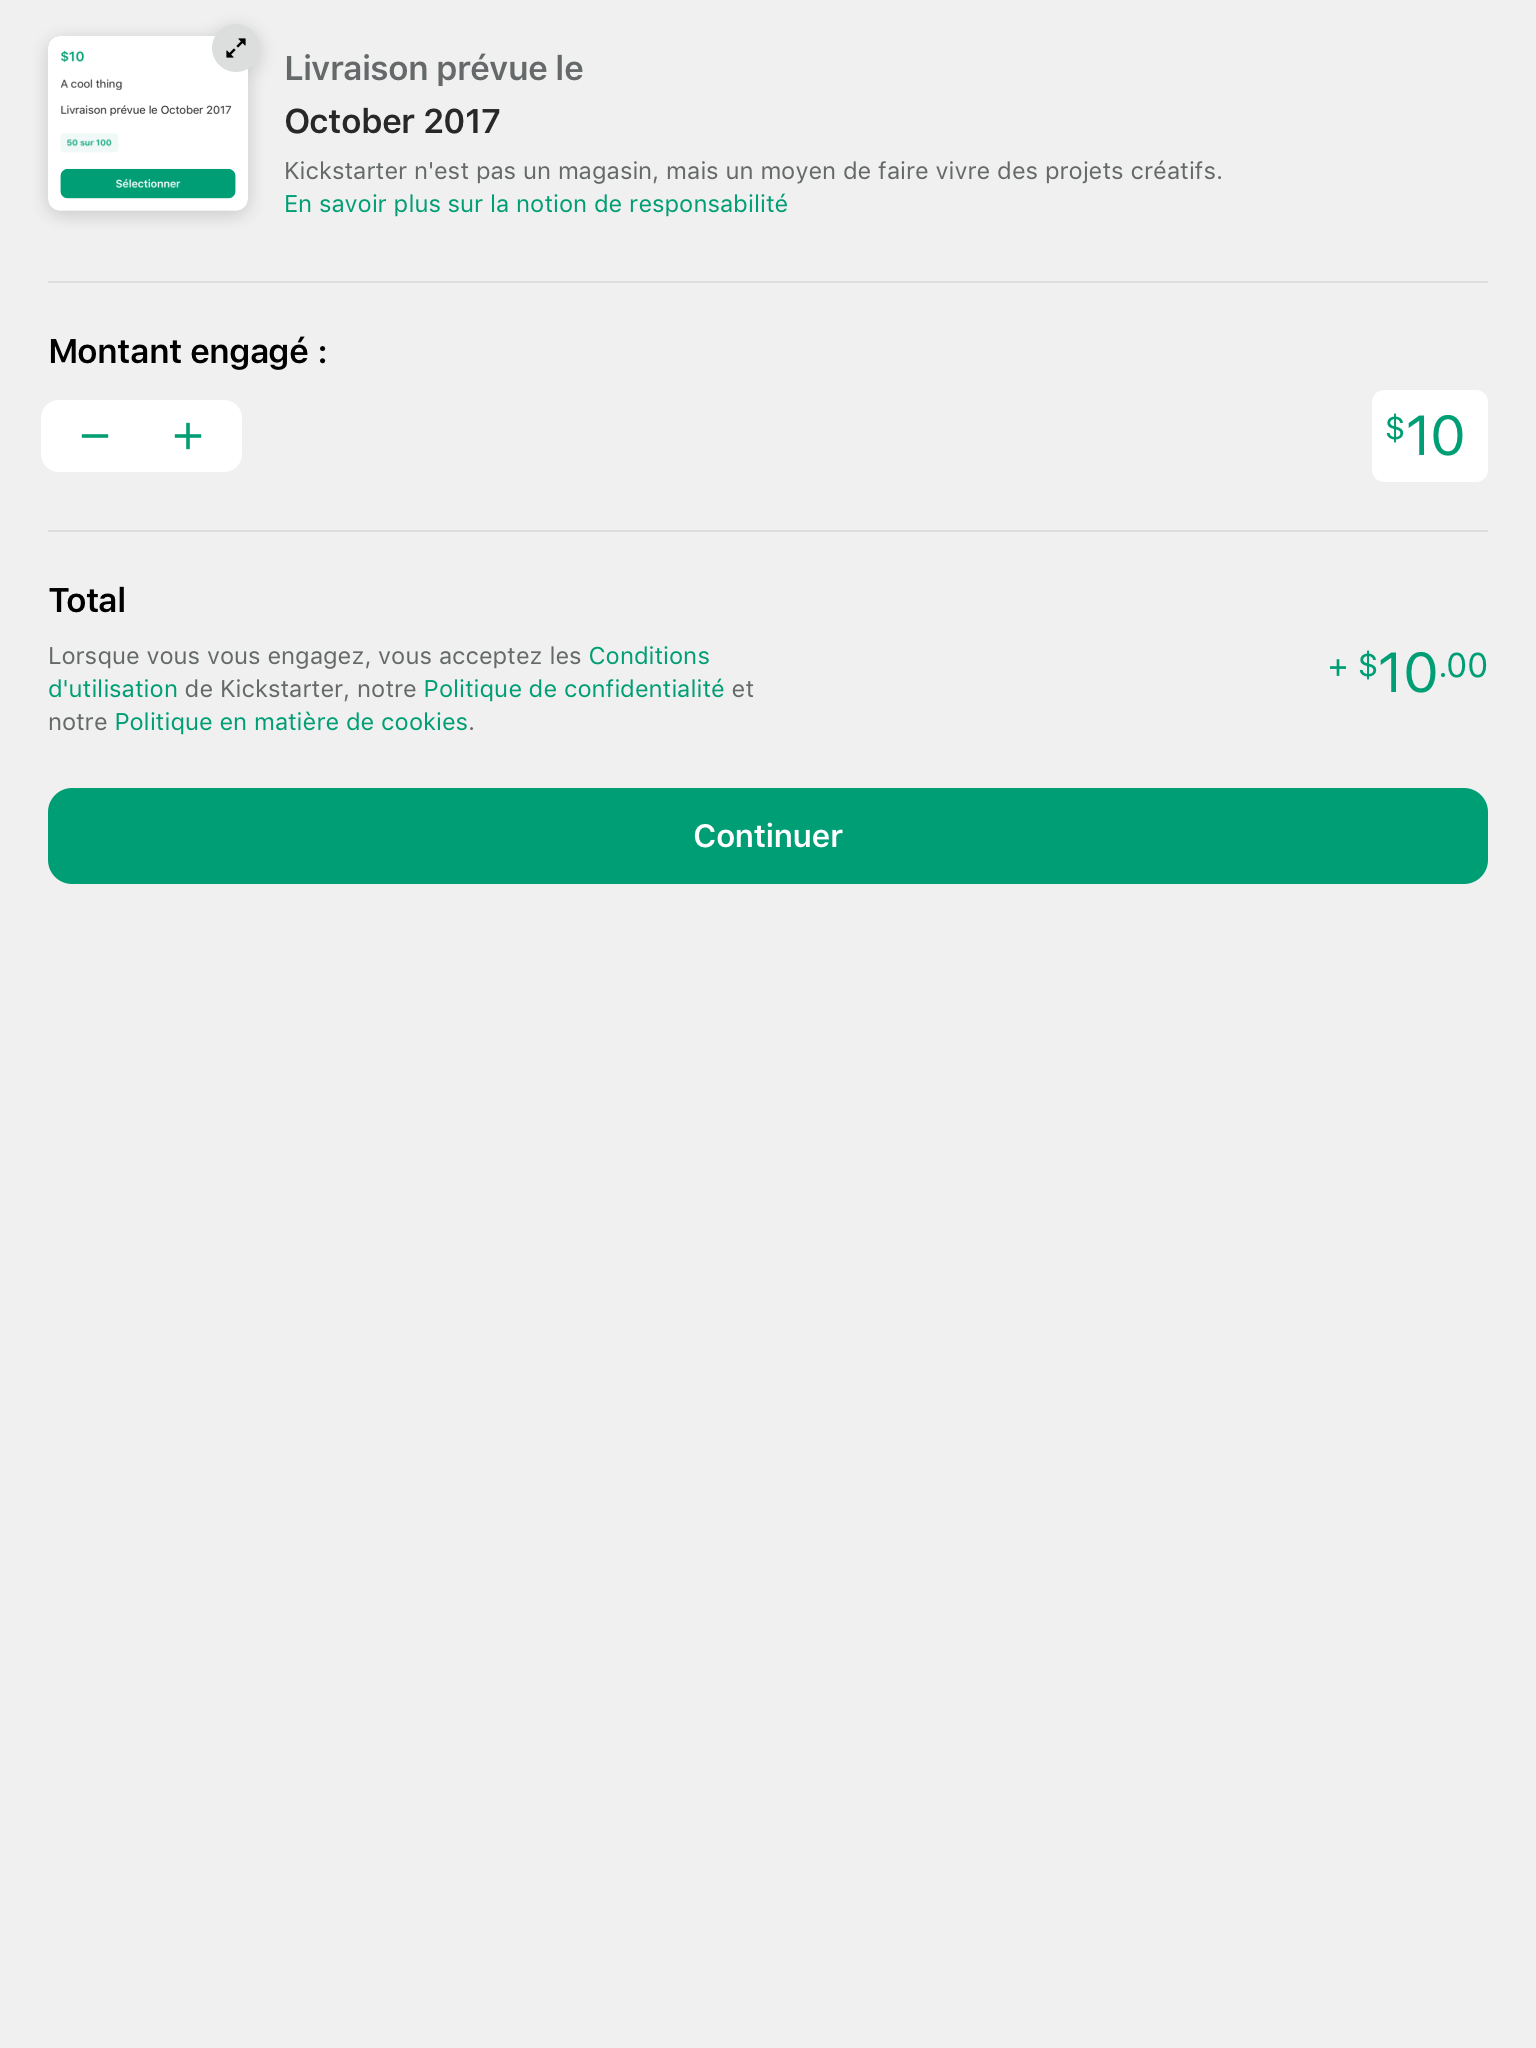 $10
A cool thing
Livraison prévue le October 2017
50 sur 100
Sélectionner
Livraison prévue le
October 2017
Kickstarter n'est pas un magasin, mais un moyen de faire vivre des projets créatifs.
En savoir plus sur la notion de responsabilité
Montant engagé :
$10
Total
Lorsque vous vous engagez, vous acceptez les Conditions
d'utilisation de Kickstarter, notre Politique de confidentialité et
notre Politique en matière de cookies.
+ $10.00
Continuer